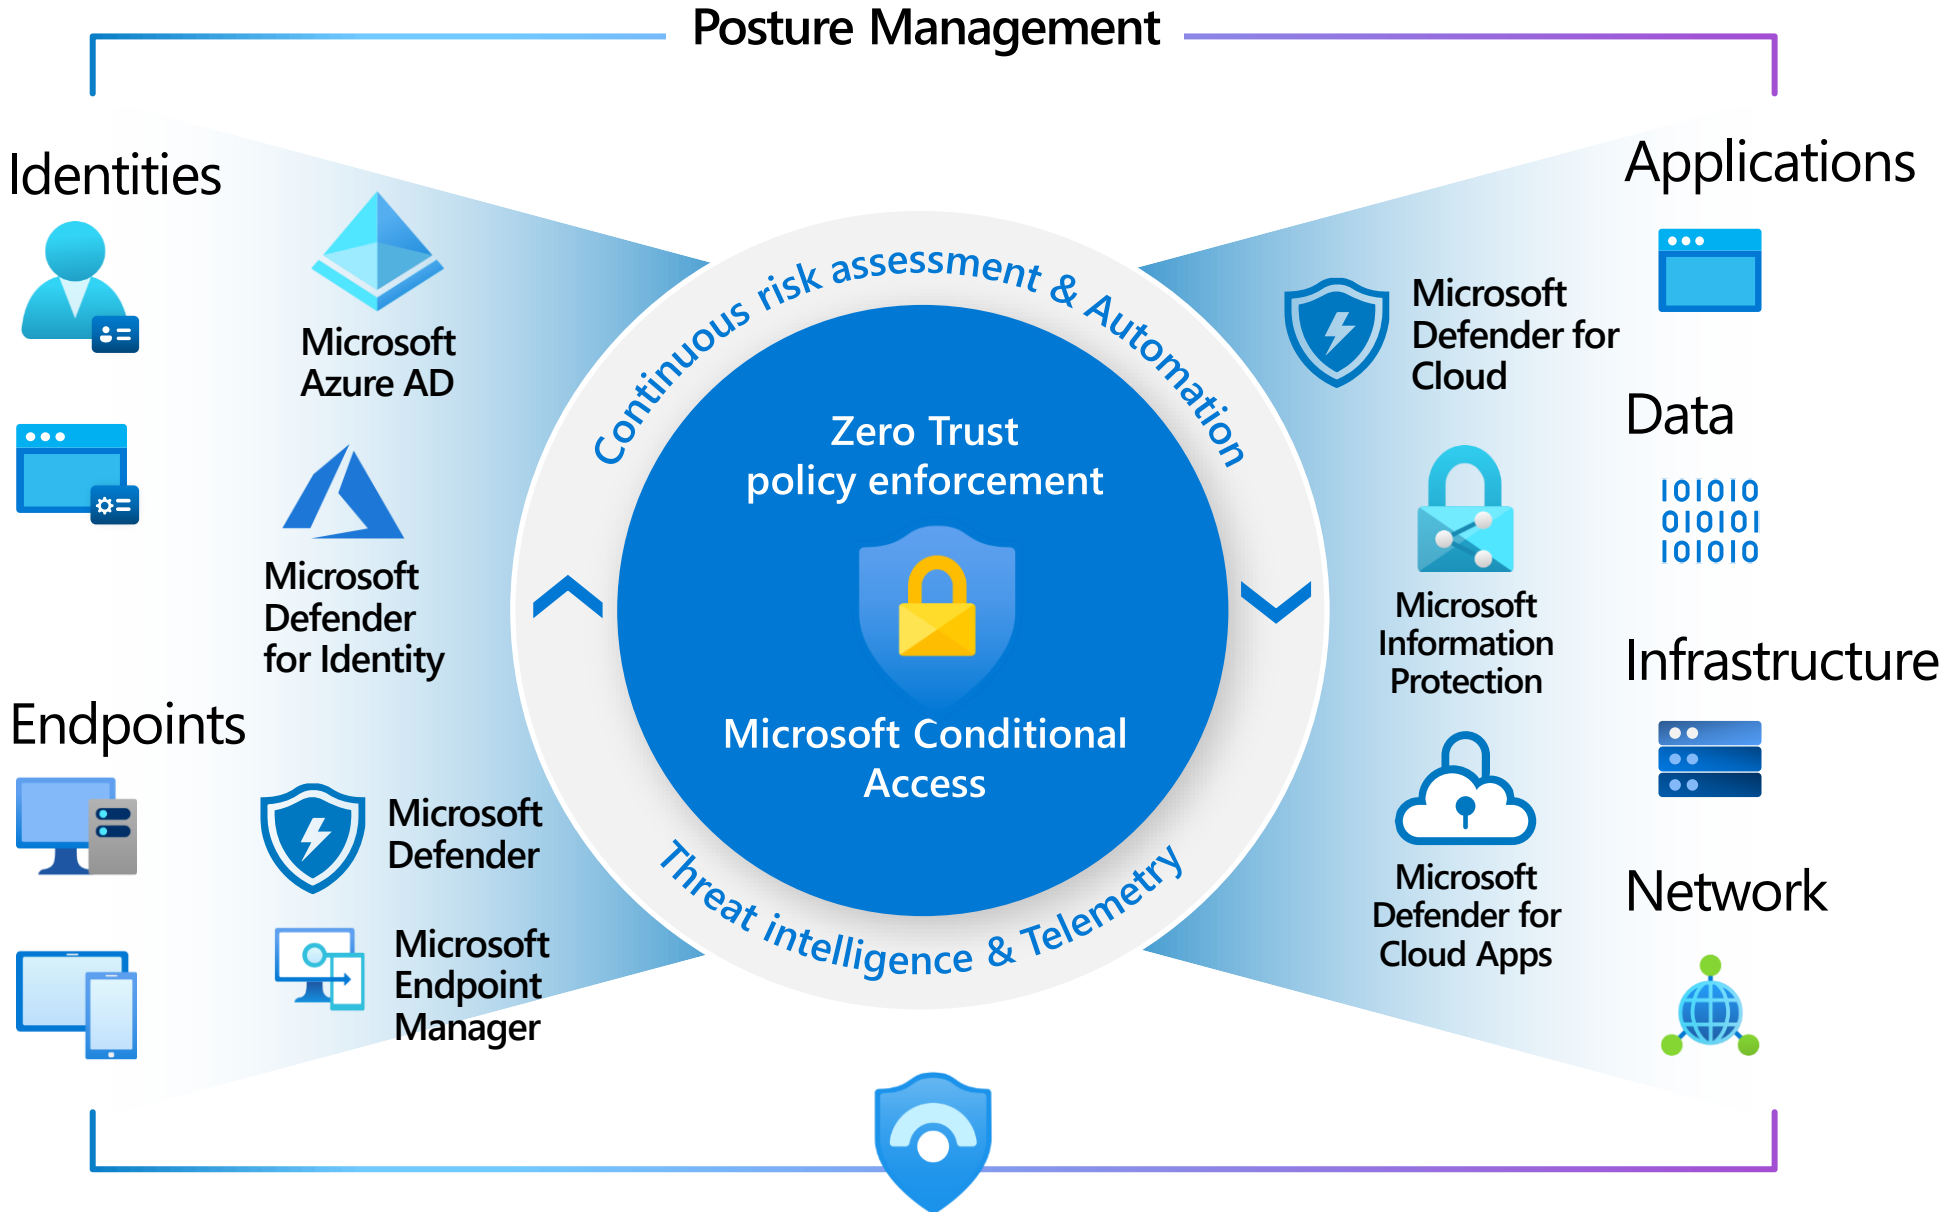 Posture Management
Identities
Microsoft
Azure AD
Microsoft
Defender
for Identity
Endpoints
Microsoft
Defender
Microsoft
Endpoint
Manager
Continuous risk assessment & Automation
Zero Trust
policy enforcement
Microsoft Conditional
Access
Threat intelligence & Telemetry
Microsoft
Defender for
Cloud
Microsoft
Information
Protection
Microsoft
Defender for
Cloud Apps
Applications
Data
101010
010101
101010
Infrastructure
Network